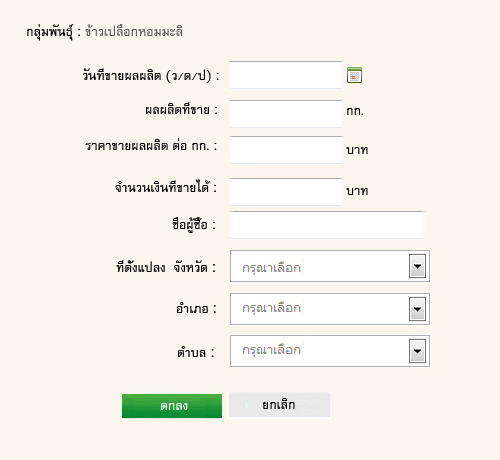 กลุ่มพันธุ์ : ข้าวเปลือกหอมมะลิ
วันที่ขายผลผลิต (ว/ด/ป) :
ผลผลิตที่ขาย : กก.
ราคาขายผลผลิต ต่อ กก. : บาท
จำนวนเงินที่ขายได้ : บาท
ชื่อผู้ซื้อ :
ที่ตั้งแปลง จังหวัด : กรุณาเลือก
อำเภอ : กรุณาเลือก
ตำบล : กรุณาเลือก
ตกลง ยกเลิก